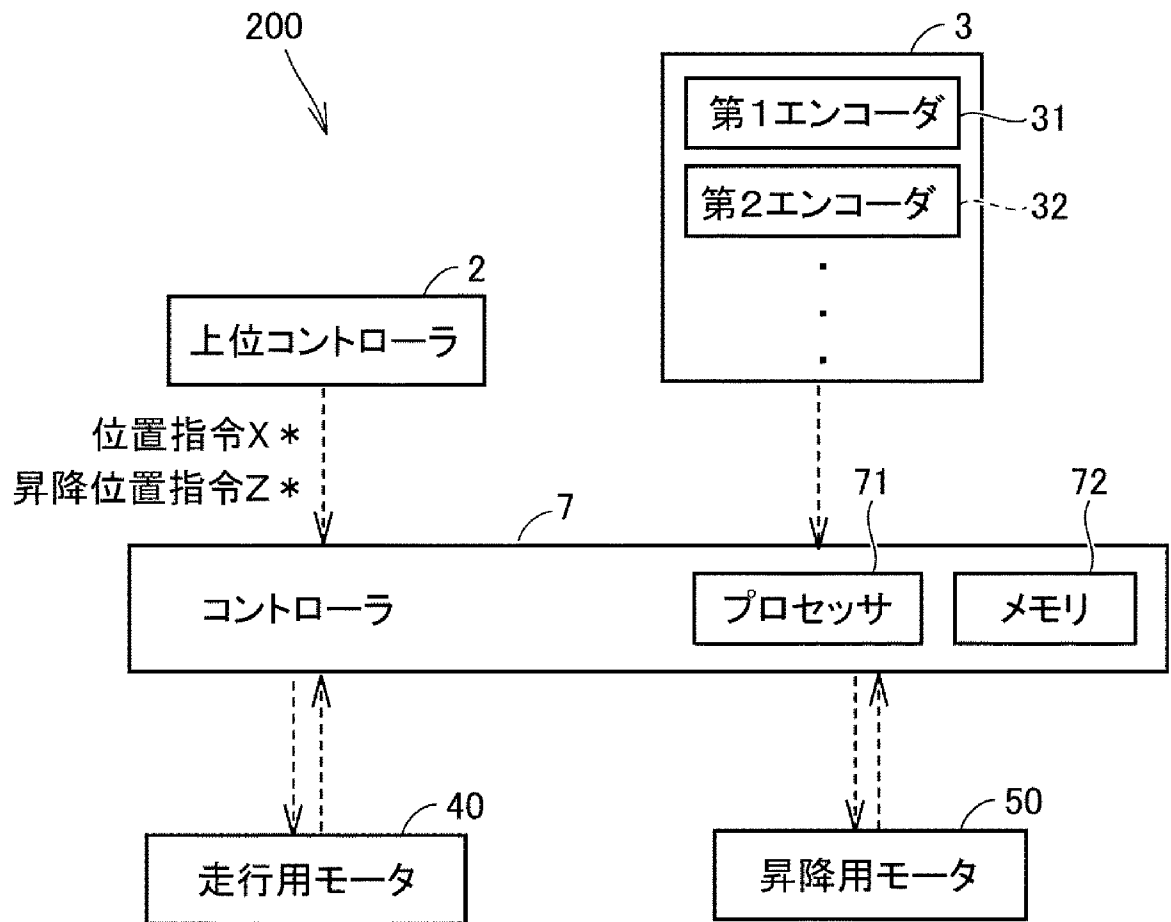 200
3
第1エンコーダ
31
第2エンコーダ
32
2
上位コントローラ
位置指令X*
昇降位置指令Z*
7
71
72
コントローラ
プロセッサ
メモリ
40
走行用モータ
50
昇降用モータ